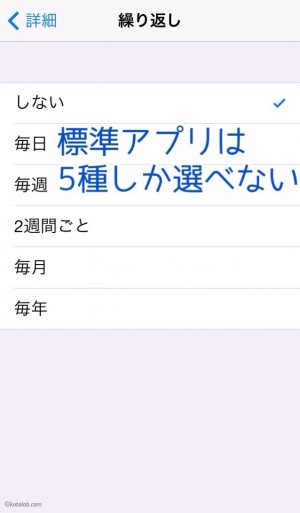 詳細
繰り返し
しない
毎日
標準アプリは
毎週
5種しか選べない
2週間ごと
毎月
毎年
©kotalab.com